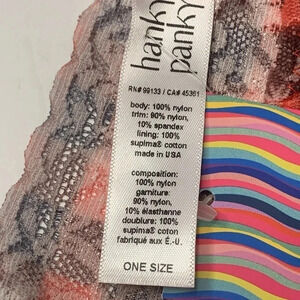 hanky
panky
RN# 99133 / CA# 45361
body: 100% nylon
trim: 90% nylon,
10% spandex
lining: 100%
supima® cotton
made in USA
composition:
100% nylon
garniture:
90% nylon,
10% élasthanne
doublure: 100%
supima® cotton
fabriqué aux É.-U.
ONE SIZE